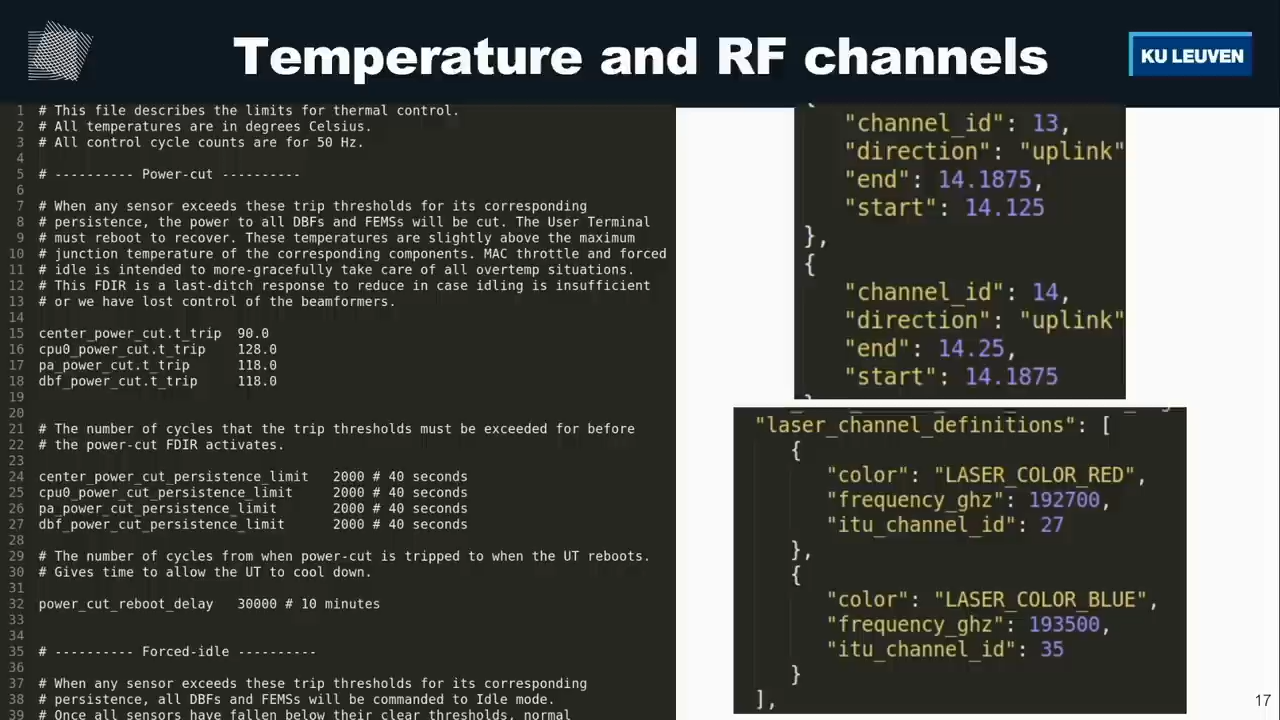 Temperature and RF channels
KU LEUVEN
1 # This file describes the limits for thermal control.
2 # All temperatures are in degrees Celsius.
3 # All control cycle counts are for 50 Hz.
4
5 # ---------- Power-cut ----------
6
7 # When any sensor exceeds these trip thresholds for its corresponding
8 # persistence, the power to all DBFs and FEMSs will be cut. The User Terminal
9 # must reboot to recover. These temperatures are slightly above the maximum
10 # junction temperature of the corresponding components. MAC throttle and forced
11 # idle is intended to more-gracefully take care of all overtemp situations.
12 # This FDIR is a last-ditch response to reduce in case idling is insufficient
13 # or we have lost control of the beamformers.
14
15 center_power_cut.t_trip 90.0
16 cpu0_power_cut.t_trip 128.0
17 pa_power_cut.t_trip 118.0
18 dbf_power_cut.t_trip 118.0
19
20
21 # The number of cycles that the trip thresholds must be exceeded for before
22 # the power-cut FDIR activates.
23
24 center_power_cut_persistence_limit 2000 # 40 seconds
25 cpu0_power_cut_persistence_limit 2000 # 40 seconds
26 pa_power_cut_persistence_limit 2000 # 40 seconds
27 dbf_power_cut_persistence_limit 2000 # 40 seconds
28
29 # The number of cycles from when power-cut is tripped to when the UT reboots.
30 # Gives time to allow the UT to cool down.
31
32 power_cut_reboot_delay 30000 # 10 minutes
33
34
35 # ---------- Forced-idle ----------
36
37 # When any sensor exceeds these trip thresholds for its corresponding
38 # persistence, all DBFs and FEMSs will be commanded to Idle mode.
39 # Once all sensors have fallen below their clear thresholds, normal
"channel_id": 13,
"direction": "uplink"
"end": 14.1875,
"start": 14.125
},
{
"channel_id": 14,
"direction": "uplink"
"end": 14.25,
"start": 14.1875
"laser_channel_definitions": [
{
"color": "LASER_COLOR_RED",
"frequency_ghz": 192700,
"itu_channel_id": 27
},
{
"color": "LASER_COLOR_BLUE",
"frequency_ghz": 193500,
"itu_channel_id": 35
}
],
17